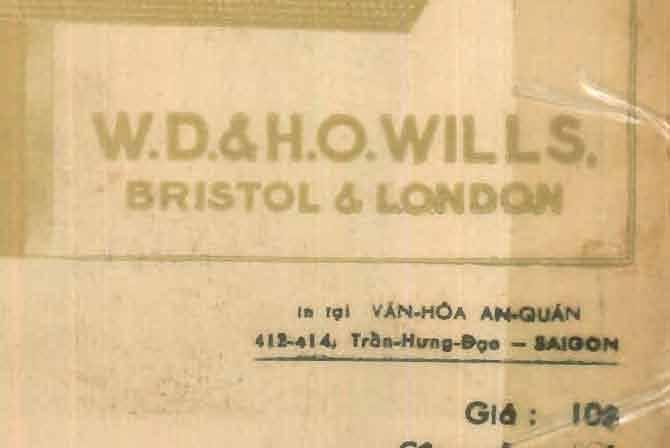 W.D.&H.O.WILLS.
BRISTOL & LONDON
In tại VĂN-HÓA AN-QUÁN
412-414, Trần-Hưng-Đạo — SAIGON
Giá : 10$